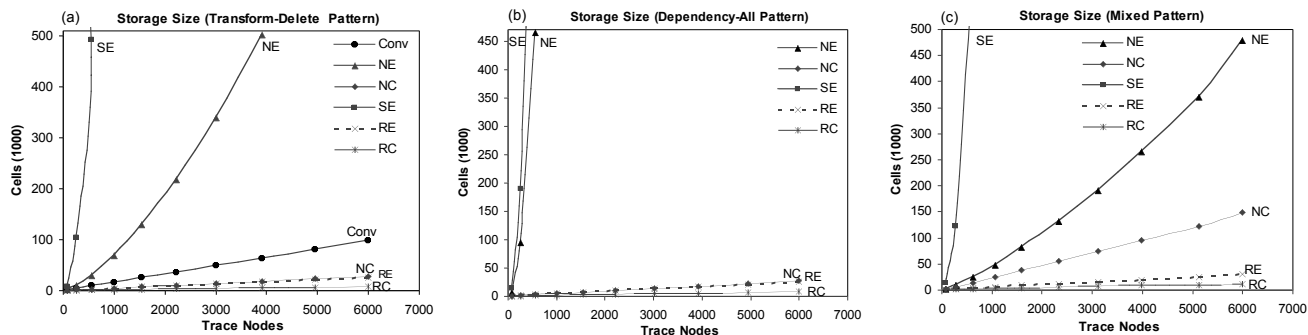 (a) Storage Size (Transform-Delete Pattern)
500
400
300
200
100
0
Cells (1000)
SE
NE
Conv
NE
NC
SE
RE
RC
Conv
NC
RE
RC
0 1000 2000 3000 4000 5000 6000 7000
Trace Nodes
(b) Storage Size (Dependency-All Pattern)
450
400
350
300
250
200
150
100
50
0
Cells (1000)
SE
NE
NE
NC
SE
RE
RC
NC
RE
RC
0 1000 2000 3000 4000 5000 6000 7000
Trace Nodes
(c) Storage Size (Mixed Pattern)
500
450
400
350
300
250
200
150
100
50
0
Cells (1000)
SE
NE
NC
SE
RE
RC
NE
NC
RE
RC
0 1000 2000 3000 4000 5000 6000 7000
Trace Nodes